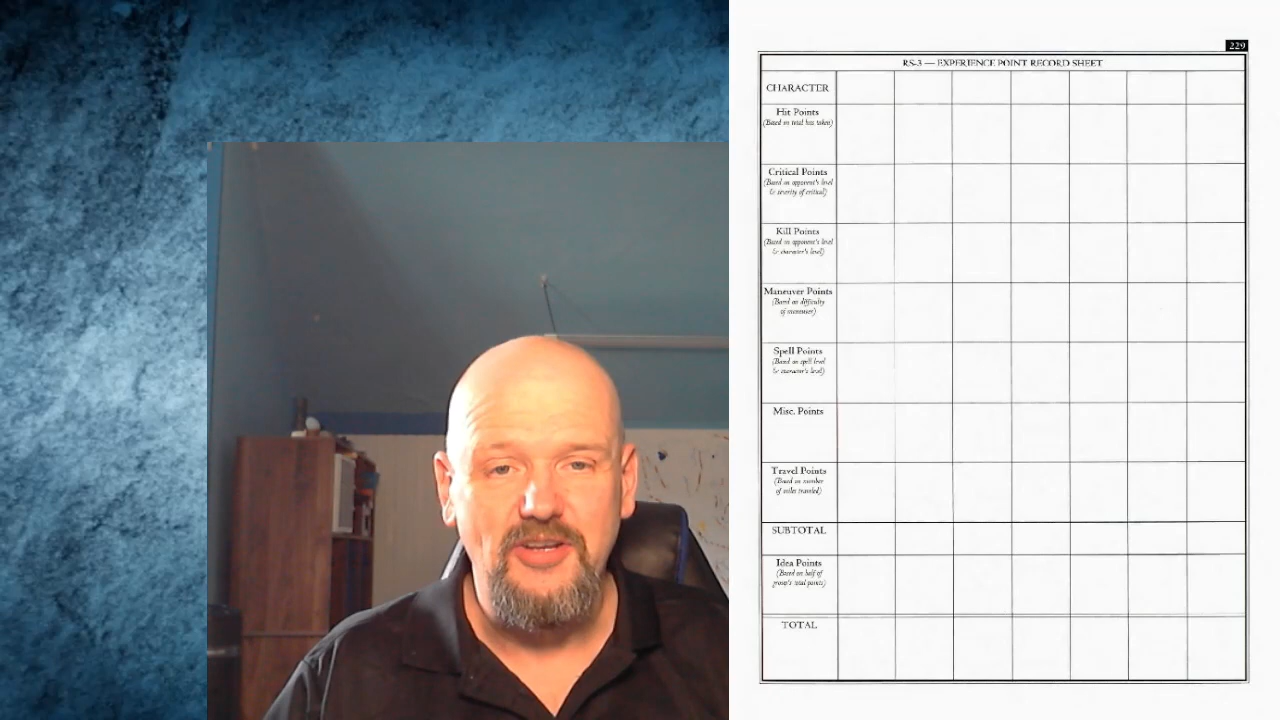 229
RS-3 — EXPERIENCE POINT RECORD SHEET
CHARACTER
Hit Points
(Based on total hits taken)
Critical Points
(Based on opponent's level
& severity of critical)
Kill Points
(Based on opponent's level
& character's level)
Maneuver Points
(Based on difficulty
of maneuver)
Spell Points
(Based on spell level
& character's level)
Misc. Points
Travel Points
(Based on number
of miles traveled)
SUBTOTAL
Idea Points
(Based on half of
group's total points)
TOTAL